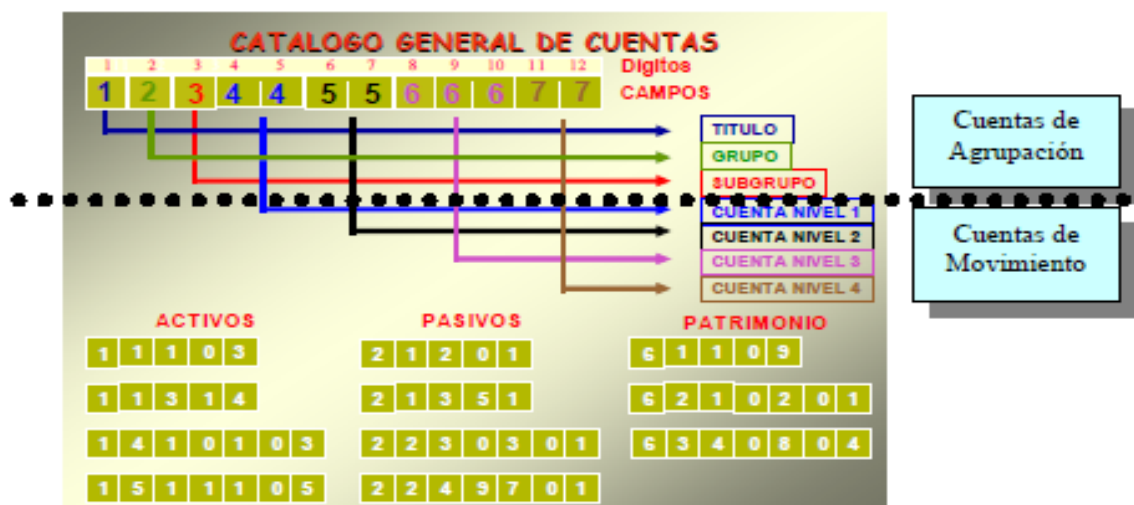 CATALOGO GENERAL DE CUENTAS
1 2 3 4 5 6 7 8 9 10 11 12 Dígitos
1 2 3 4 4 5 5 6 6 6 7 7 CAMPOS
TITULO
GRUPO
SUBGRUPO
CUENTA NIVEL 1
CUENTA NIVEL 2
CUENTA NIVEL 3
CUENTA NIVEL 4
Cuentas de
Agrupación
Cuentas de
Movimiento
ACTIVOS PASIVOS PATRIMONIO
1 1 1 0 3 2 1 2 0 1 6 1 1 0 9
1 1 3 1 4 2 1 3 5 1 6 2 1 0 2 0 1
1 4 1 0 1 0 3 2 2 3 0 3 0 1 6 3 4 0 8 0 4
1 5 1 1 1 0 5 2 2 4 9 7 0 1